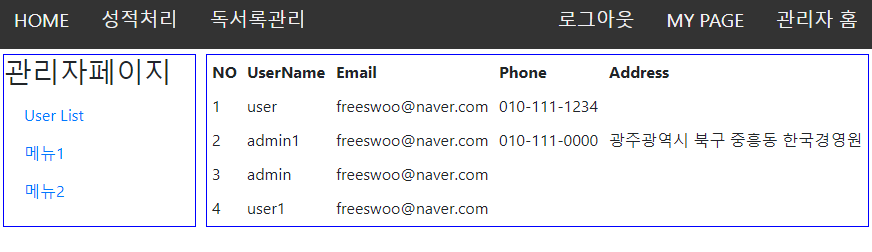 HOME 성적처리 독서록관리 로그아웃 MY PAGE 관리자 홈
관리자페이지
User List
메뉴1
메뉴2
NO UserName Email Phone Address
1 user freeswoo@naver.com 010-111-1234
2 admin1 freeswoo@naver.com 010-111-0000 광주광역시 북구 중흥동 한국경영원
3 admin freeswoo@naver.com
4 user1 freeswoo@naver.com